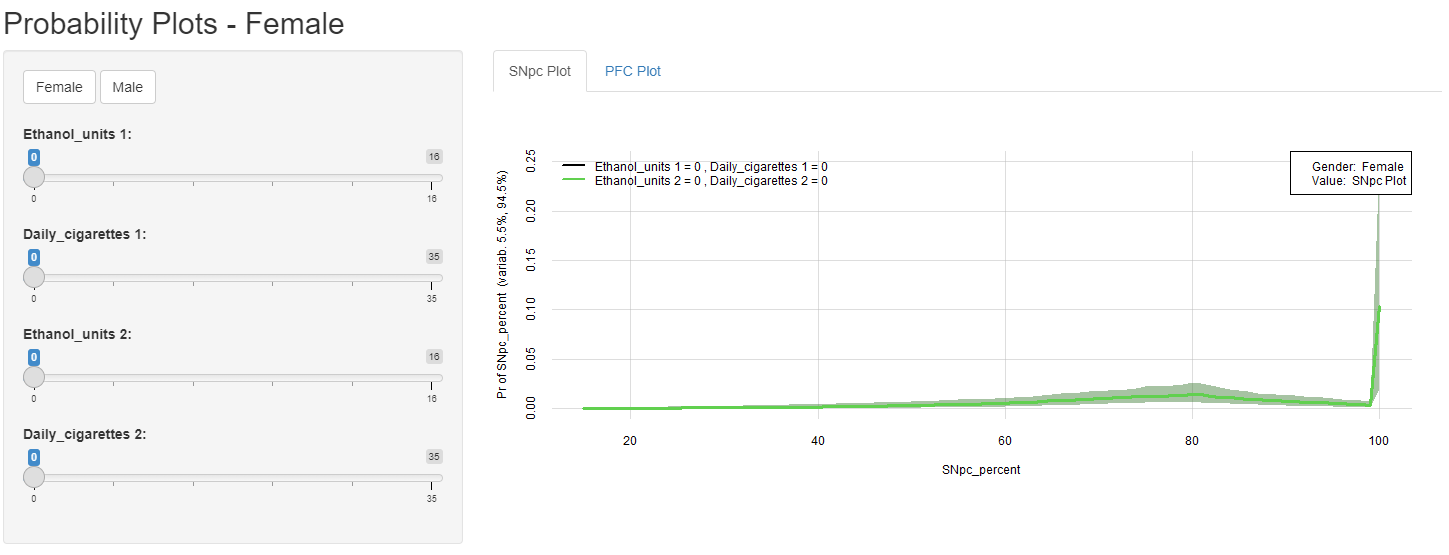 Probability Plots - Female
Female Male
Ethanol_units 1:
0 16
0 16
Daily_cigarettes 1:
0 35
0 35
Ethanol_units 2:
0 16
0 16
Daily_cigarettes 2:
0 35
0 35
SNpc Plot PFC Plot
Ethanol_units 1 = 0 , Daily_cigarettes 1 = 0
Ethanol_units 2 = 0 , Daily_cigarettes 2 = 0
Gender: Female
Value: SNpc Plot
Pr of SNpc_percent (variab. 5.5%, 94.5%)
0.25
0.20
0.15
0.10
0.05
0.00
20 40 60 80 100
SNpc_percent